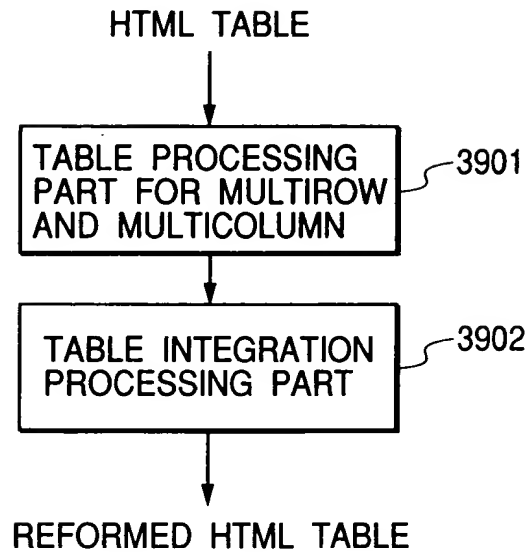 HTML TABLE
TABLE PROCESSING
PART FOR MULTIROW
AND MULTICOLUMN
3901
TABLE INTEGRATION
PROCESSING PART
3902
REFORMED HTML TABLE